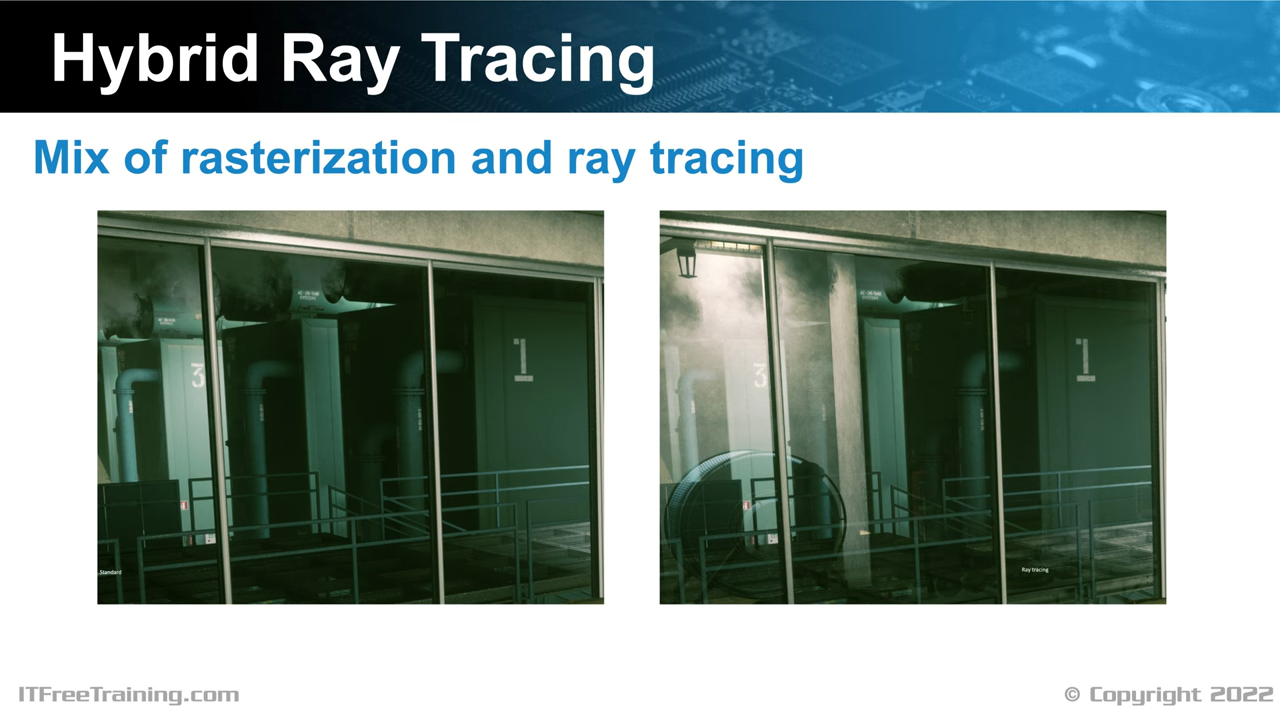 Hybrid Ray Tracing
Mix of rasterization and ray tracing
3
1
Standard
3
1
Ray tracing
ITFreeTraining.com
© Copyright 2022